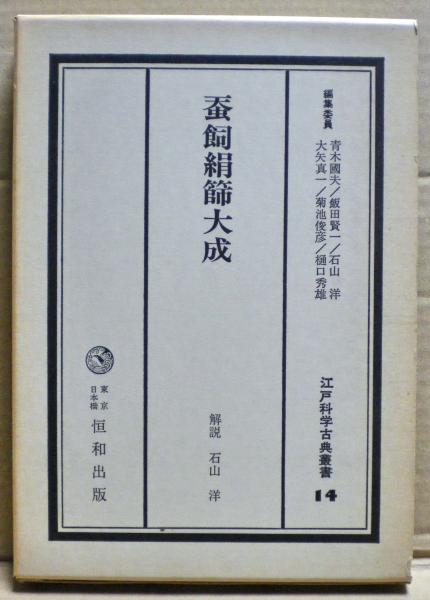 編集委員
青木國夫/飯田賢一/石山 洋
大矢真一/菊池俊彦/樋口秀雄
江戸科学古典叢書
14
蚕飼絹篩大成
解説 石山 洋
東京
日本橋
恒和出版